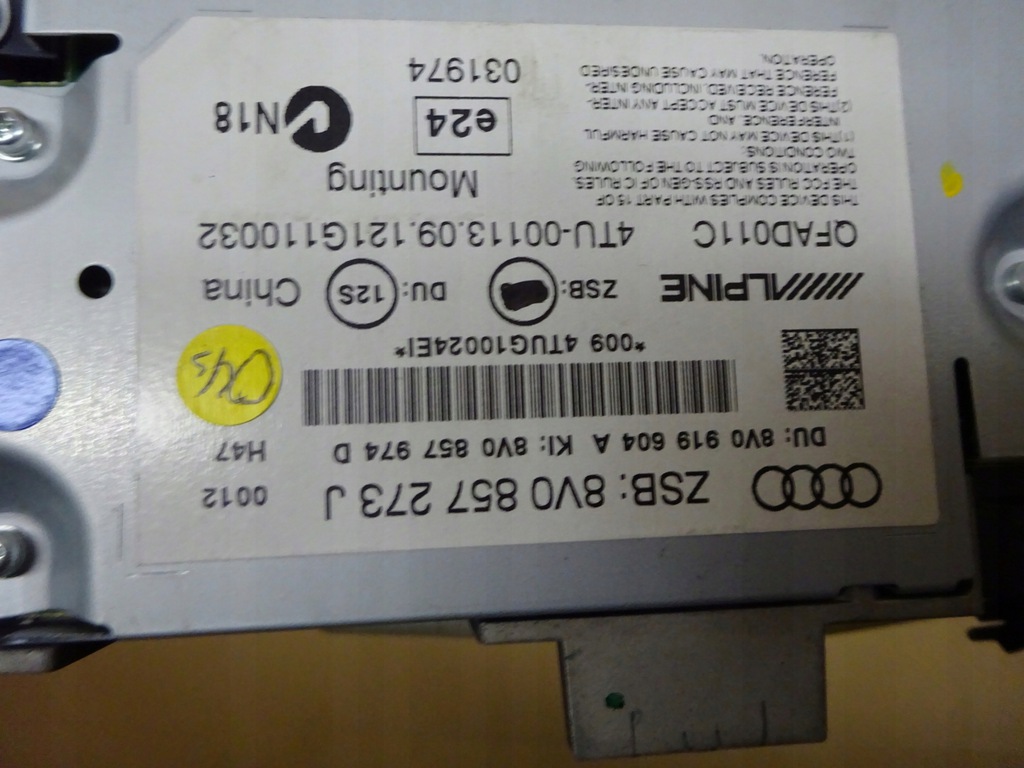 ZSB: 8V0 857 273 J 0012
DU: 8V0 919 604 A KI: 8V0 857 974 D H47
*009 4TUG10024EI*
ALPINE ZSB: DU: 12S China
QFAD011C 4TU-00113.09.121G110032
THIS DEVICE COMPLIES WITH PART 15 OF
THE FCC RULES AND RSS-GEN OF IC RULES.
OPERATION IS SUBJECT TO THE FOLLOWING
TWO CONDITIONS:
(1)THIS DEVICE MAY NOT CAUSE HARMFUL
INTERFERENCE, AND
(2)THIS DEVICE MUST ACCEPT ANY INTER-
FERENCE RECEIVED, INCLUDING INTER-
FERENCE THAT MAY CAUSE UNDESIRED
OPERATION.
Mounting
e24
N18
031974